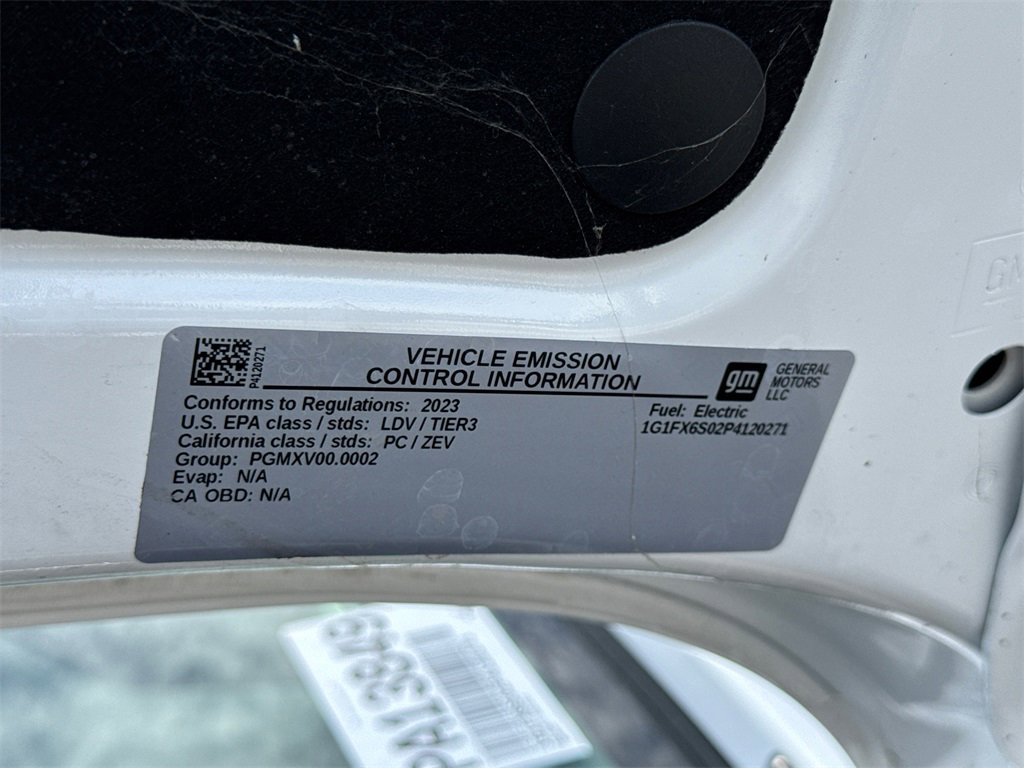 P4120271
VEHICLE EMISSION
CONTROL INFORMATION
gm
GENERAL
MOTORS
LLC
Conforms to Regulations: 2023
U.S. EPA class / stds: LDV / TIER3
California class / stds: PC / ZEV
Group: PGMXV00.0002
Evap: N/A
CA OBD: N/A
Fuel: Electric
1G1FX6S02P4120271
GM